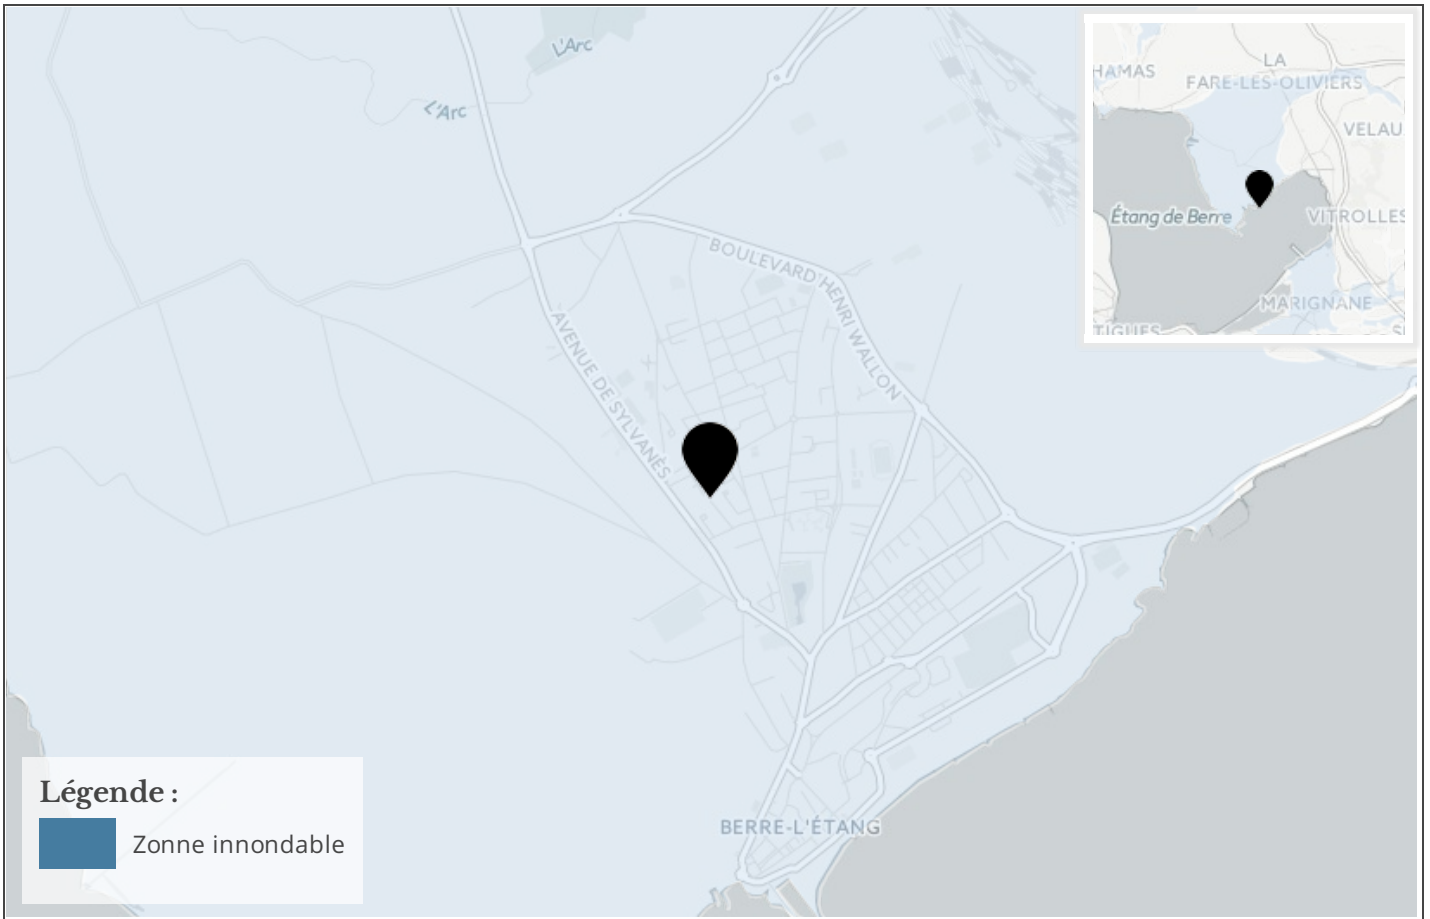 L'Arc
L'Arc
BOULEVARD HENRI WALLON
AVENUE DE SYLVANÈS
BERRE-L'ÉTANG
HAMAS
LA
FARE-LES-OLIVIERS
VELAU
Étang de Berre
VITROLLES
MARIGNANE
TIGUES
S
Légende :
Zonne innondable